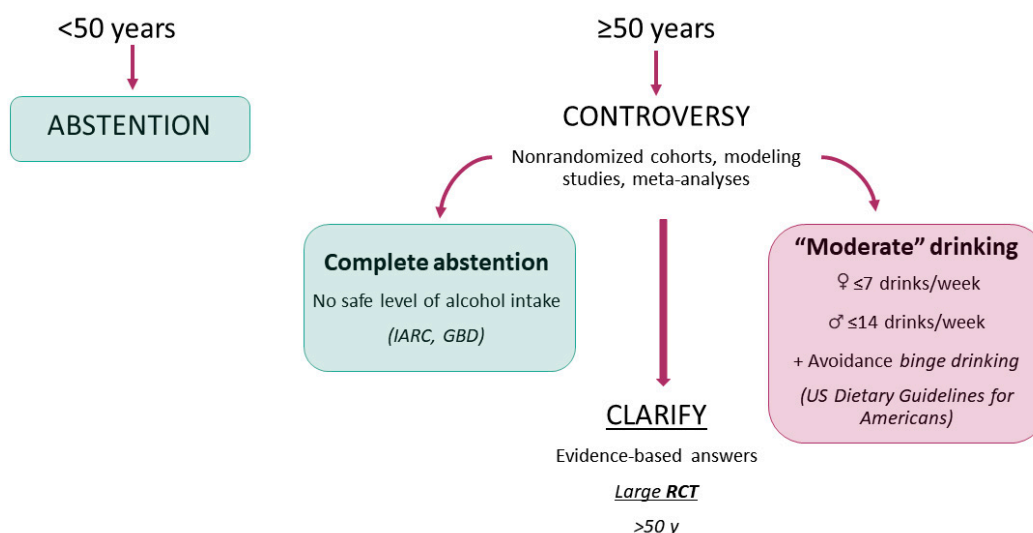 <50 years
ABSTENTION
≥50 years
CONTROVERSY
Nonrandomized cohorts, modeling
studies, meta-analyses
Complete abstention
No safe level of alcohol intake
(IARC, GBD)
“Moderate” drinking
♀ ≤7 drinks/week
♂ ≤14 drinks/week
+ Avoidance binge drinking
(US Dietary Guidelines for
Americans)
CLARIFY
Evidence-based answers
Large RCT
>50 y